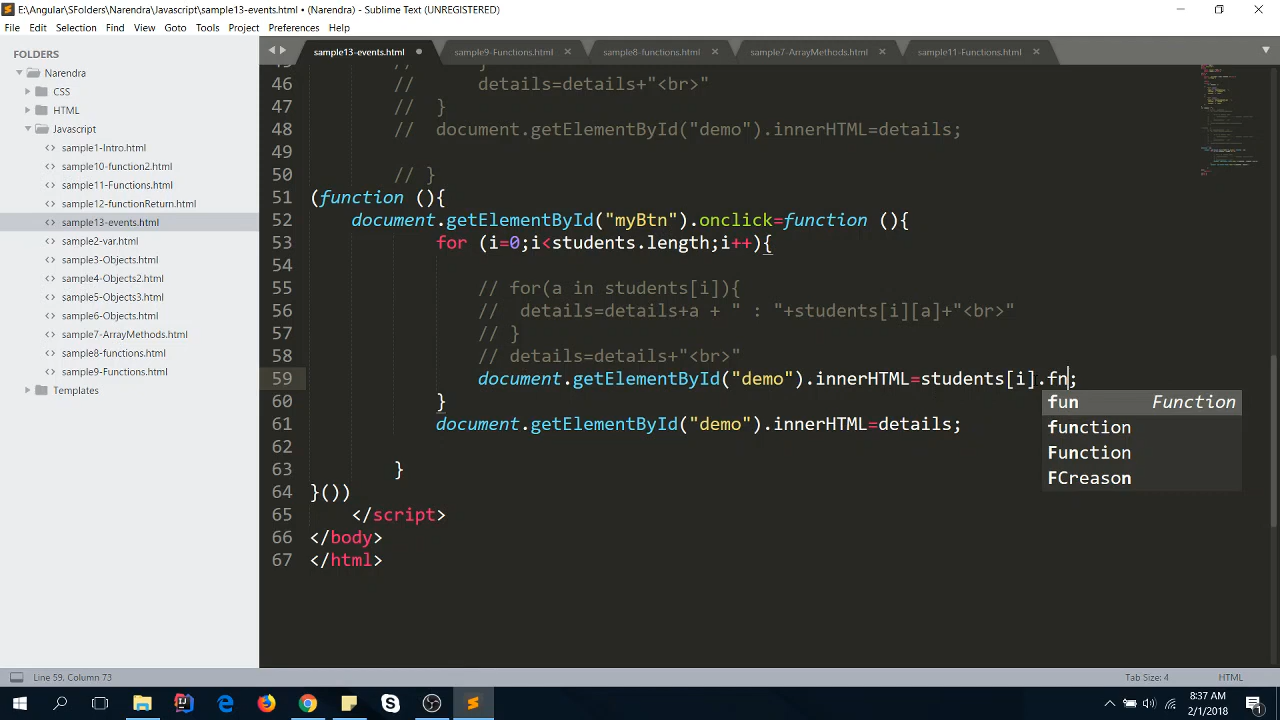 E:\Angular\SFolders\Narendra\Javascript\sample13-events.html • (Narendra) - Sublime Text (UNREGISTERED)
File Edit Selection Find View Goto Tools Project Preferences Help
FOLDERS
Narendra
CSS
HTML
Javascript
sample1-Intro.html
sample10-function2.html
sample11-Functions.html
sample12-functionReturn.html
sample13-events.html
sample2-var.html
sample3-Objects.html
sample4-Objects2.html
sample5-Objects3.html
sample6-Objects.html
sample7-ArrayMethods.html
sample8-functions.html
sample9-Functions.html
Templates
sample13-events.html sample9-Functions.html sample8-functions.html sample7-ArrayMethods.html sample11-Functions.html
45 // }
46 // details=details+"<br>"
47 // }
48 // document.getElementById("demo").innerHTML=details;
49
50 // }
51 (function (){
52 document.getElementById("myBtn").onclick=function (){
53 for (i=0;i<students.length;i++){
54
55 // for(a in students[i]){
56 // details=details+a + " : "+students[i][a]+"<br>"
57 // }
58 // details=details+"<br>"
59 document.getElementById("demo").innerHTML=students[i].fn;
60 }
61 document.getElementById("demo").innerHTML=details;
62
63 }
64 }())
65 </script>
66 </body>
67 </html>
fun Function
function
Function
FCreason
Line 59, Column 73
Tab Size: 4
HTML
8:37 AM
2/1/2018